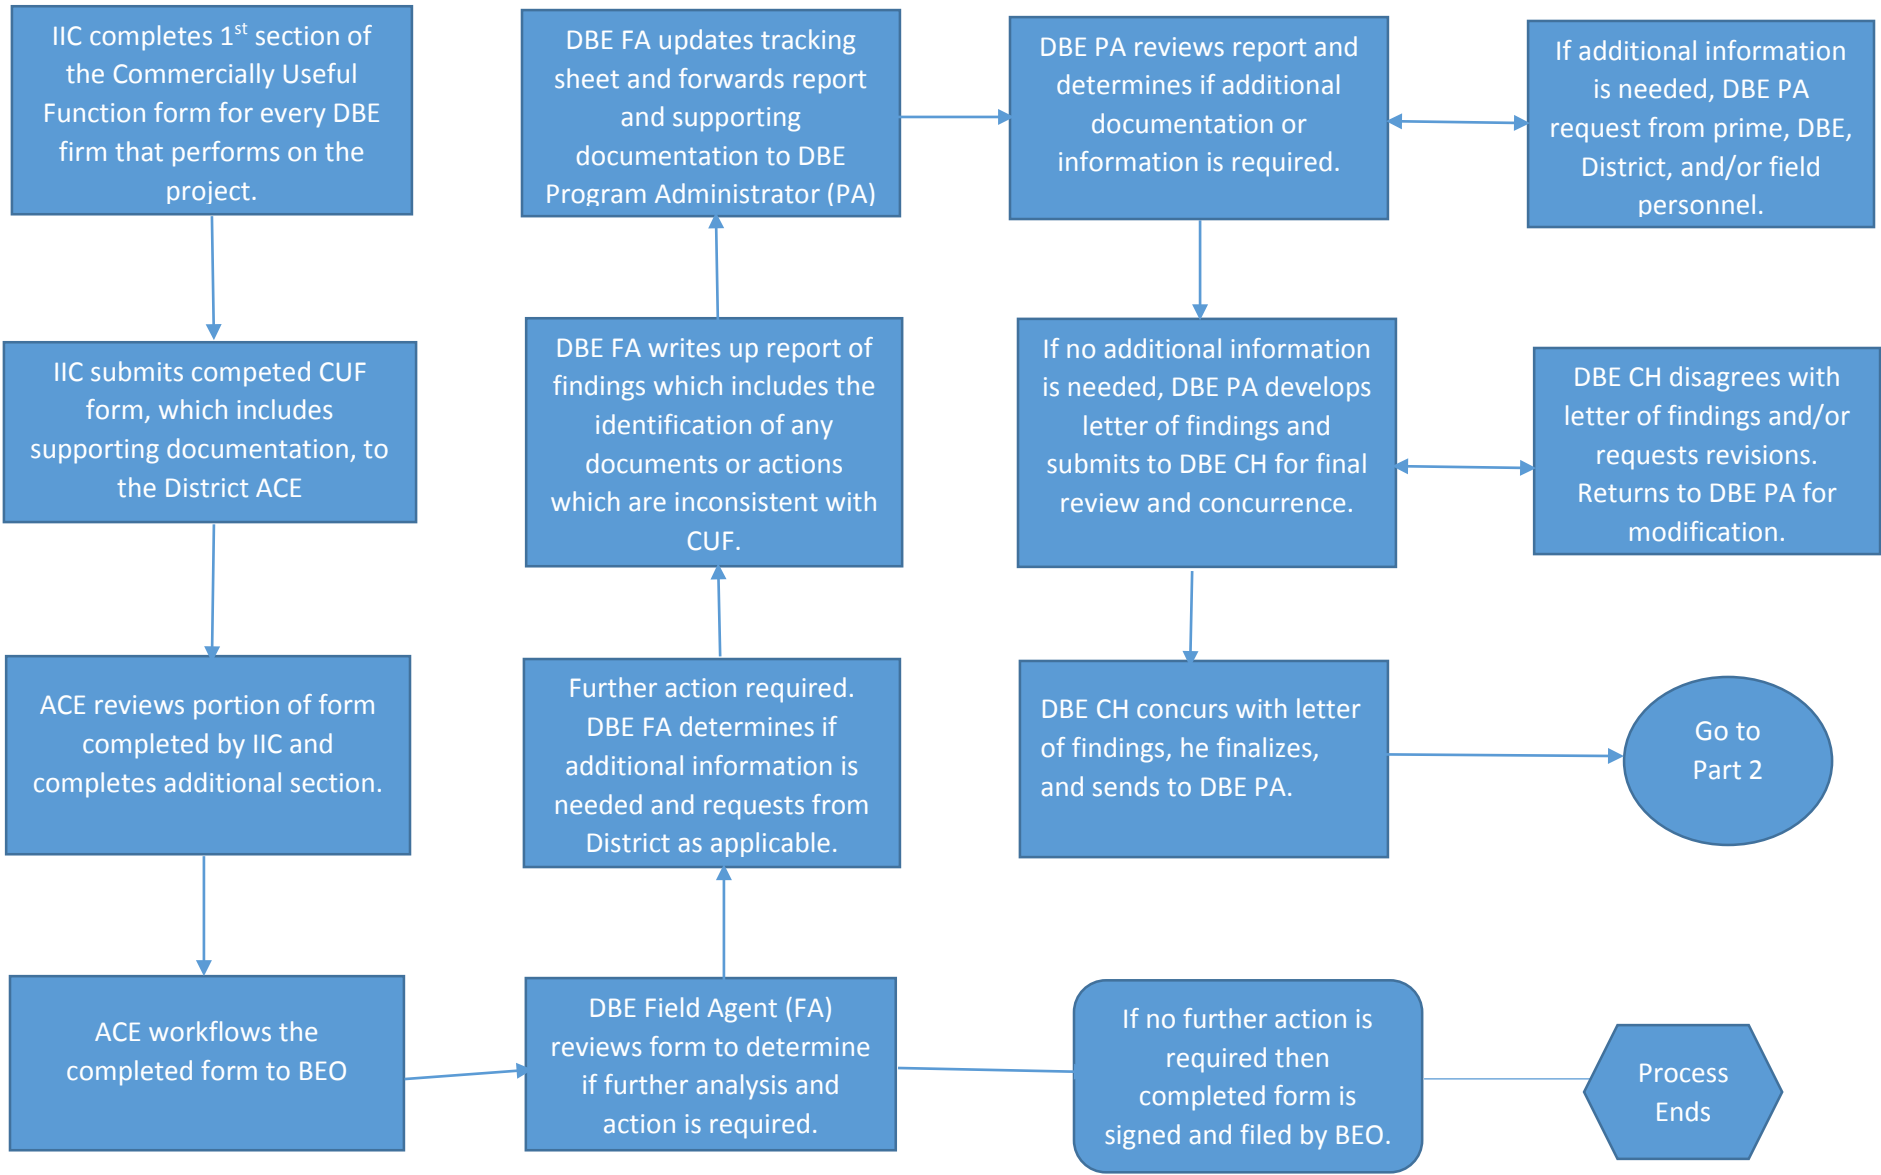 IIC completes 1st section of
the Commercially Useful
Function form for every DBE
firm that performs on the
project.
IIC submits competed CUF
form, which includes
supporting documentation, to
the District ACE
ACE reviews portion of form
completed by IIC and
completes additional section.
ACE workflows the
completed form to BEO
DBE Field Agent (FA)
reviews form to determine
if further analysis and
action is required.
If no further action is
required then
completed form is
signed and filed by BEO.
Process
Ends
Further action required.
DBE FA determines if
additional information is
needed and requests from
District as applicable.
DBE FA writes up report of
findings which includes the
identification of any
documents or actions
which are inconsistent with
CUF.
DBE FA updates tracking
sheet and forwards report
and supporting
documentation to DBE
Program Administrator (PA)
DBE PA reviews report and
determines if additional
documentation or
information is required.
If additional information
is needed, DBE PA
request from prime, DBE,
District, and/or field
personnel.
If no additional information
is needed, DBE PA develops
letter of findings and
submits to DBE CH for final
review and concurrence.
DBE CH disagrees with
letter of findings and/or
requests revisions.
Returns to DBE PA for
modification.
DBE CH concurs with letter
of findings, he finalizes,
and sends to DBE PA.
Go to
Part 2